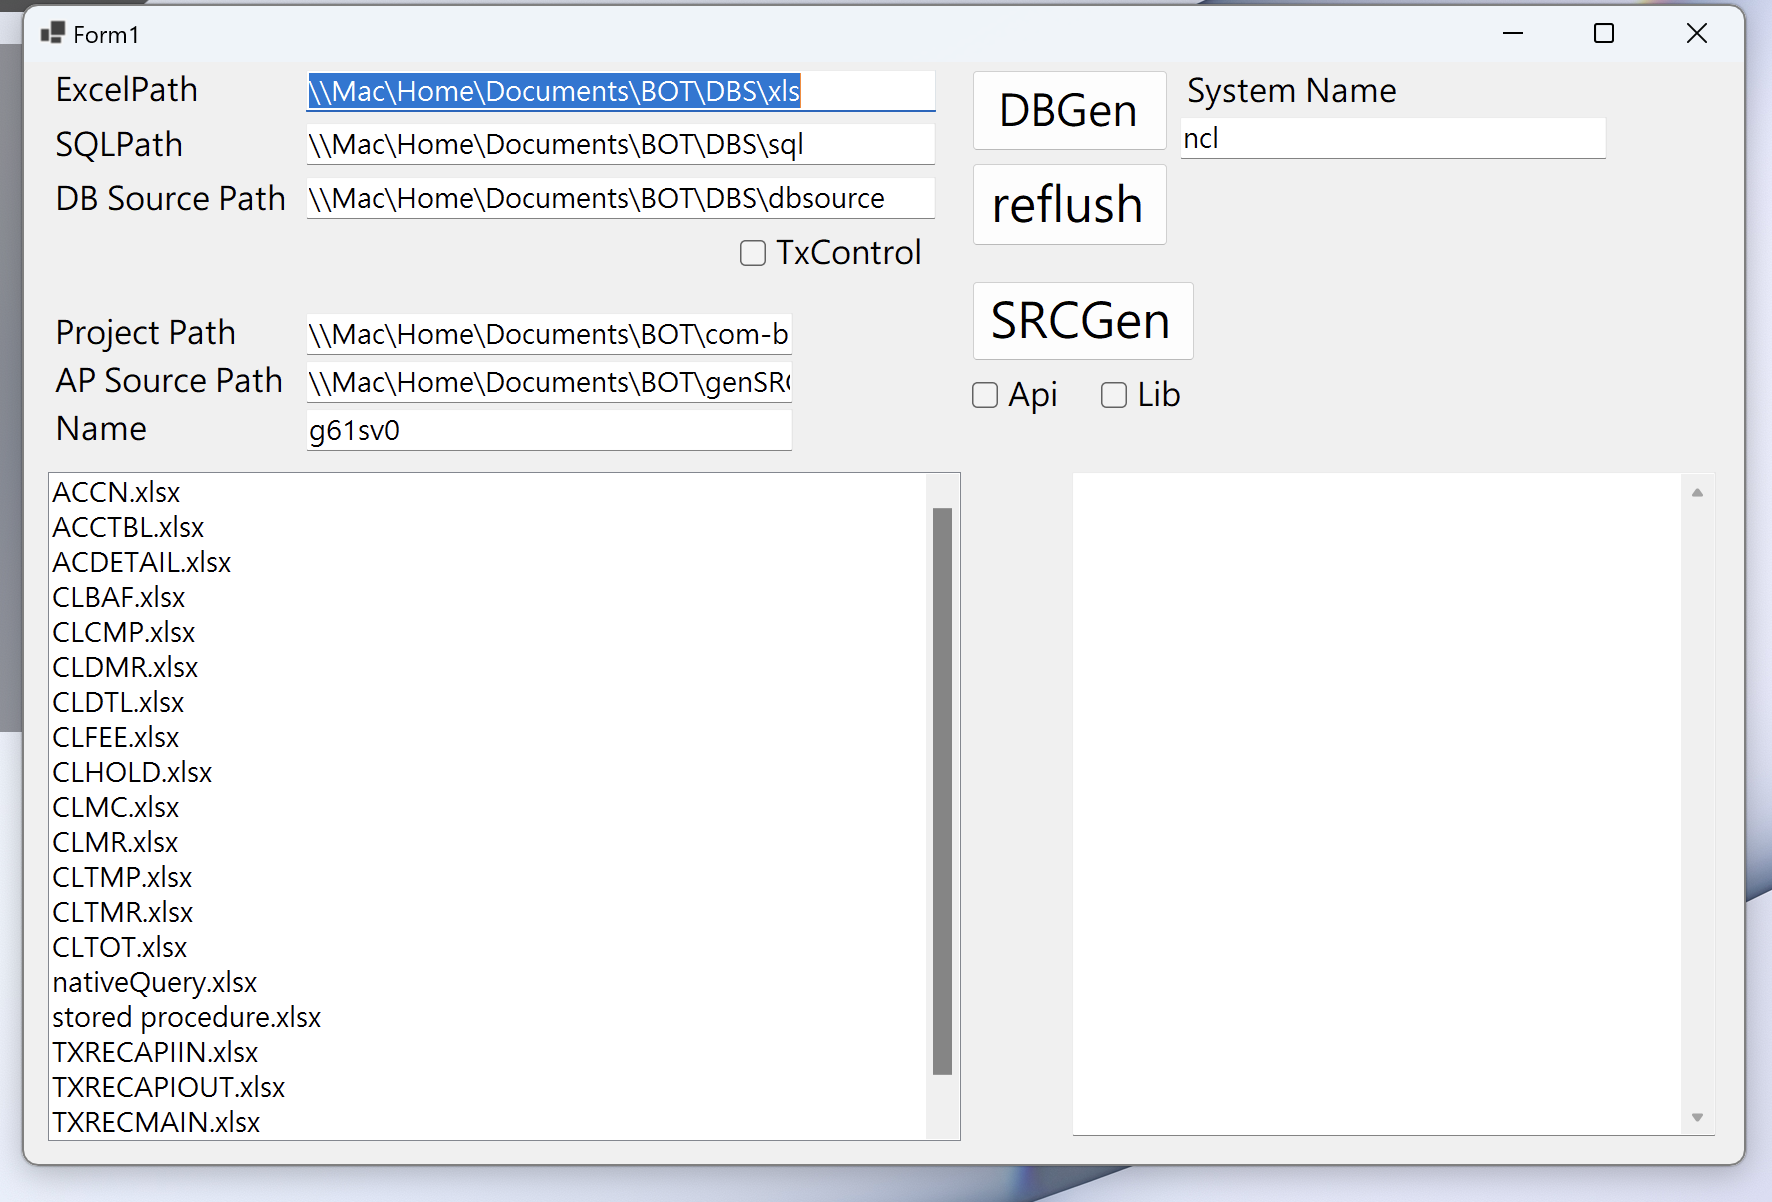 Form1
ExcelPath
\\Mac\Home\Documents\BOT\DBS\xls
DBGen
System Name
SQLPath
\\Mac\Home\Documents\BOT\DBS\sql
ncl
DB Source Path
\\Mac\Home\Documents\BOT\DBS\dbsource
reflush
TxControl
Project Path
\\Mac\Home\Documents\BOT\com-b
SRCGen
AP Source Path
\\Mac\Home\Documents\BOT\genSRC
Api
Lib
Name
g61sv0
ACCN.xlsx
ACCTBL.xlsx
ACDETAIL.xlsx
CLBAF.xlsx
CLCMP.xlsx
CLDMR.xlsx
CLDTL.xlsx
CLFEE.xlsx
CLHOLD.xlsx
CLMC.xlsx
CLMR.xlsx
CLTMP.xlsx
CLTMR.xlsx
CLTOT.xlsx
nativeQuery.xlsx
stored procedure.xlsx
TXRECAPIIN.xlsx
TXRECAPIOUT.xlsx
TXRECMAIN.xlsx